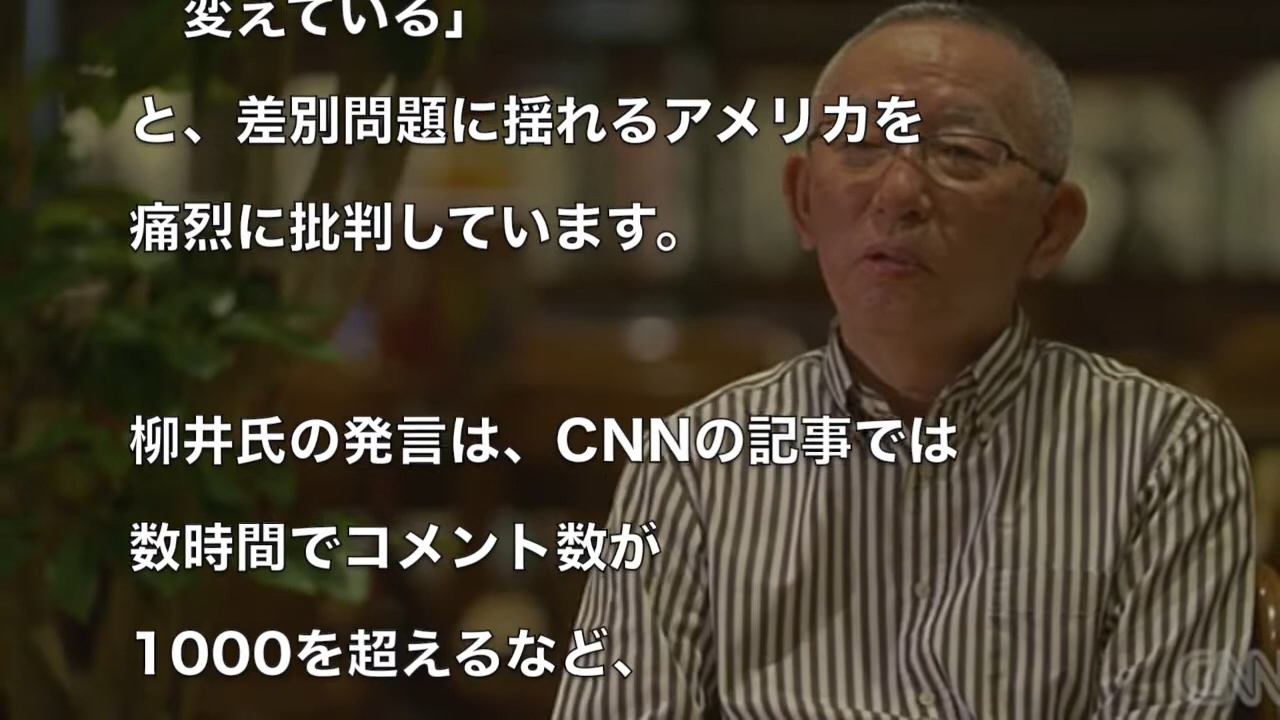 変えている」
と、差別問題に揺れるアメリカを
痛烈に批判しています。
柳井氏の発言は、CNNの記事では
数時間でコメント数が
1000を超えるなど、
CNN